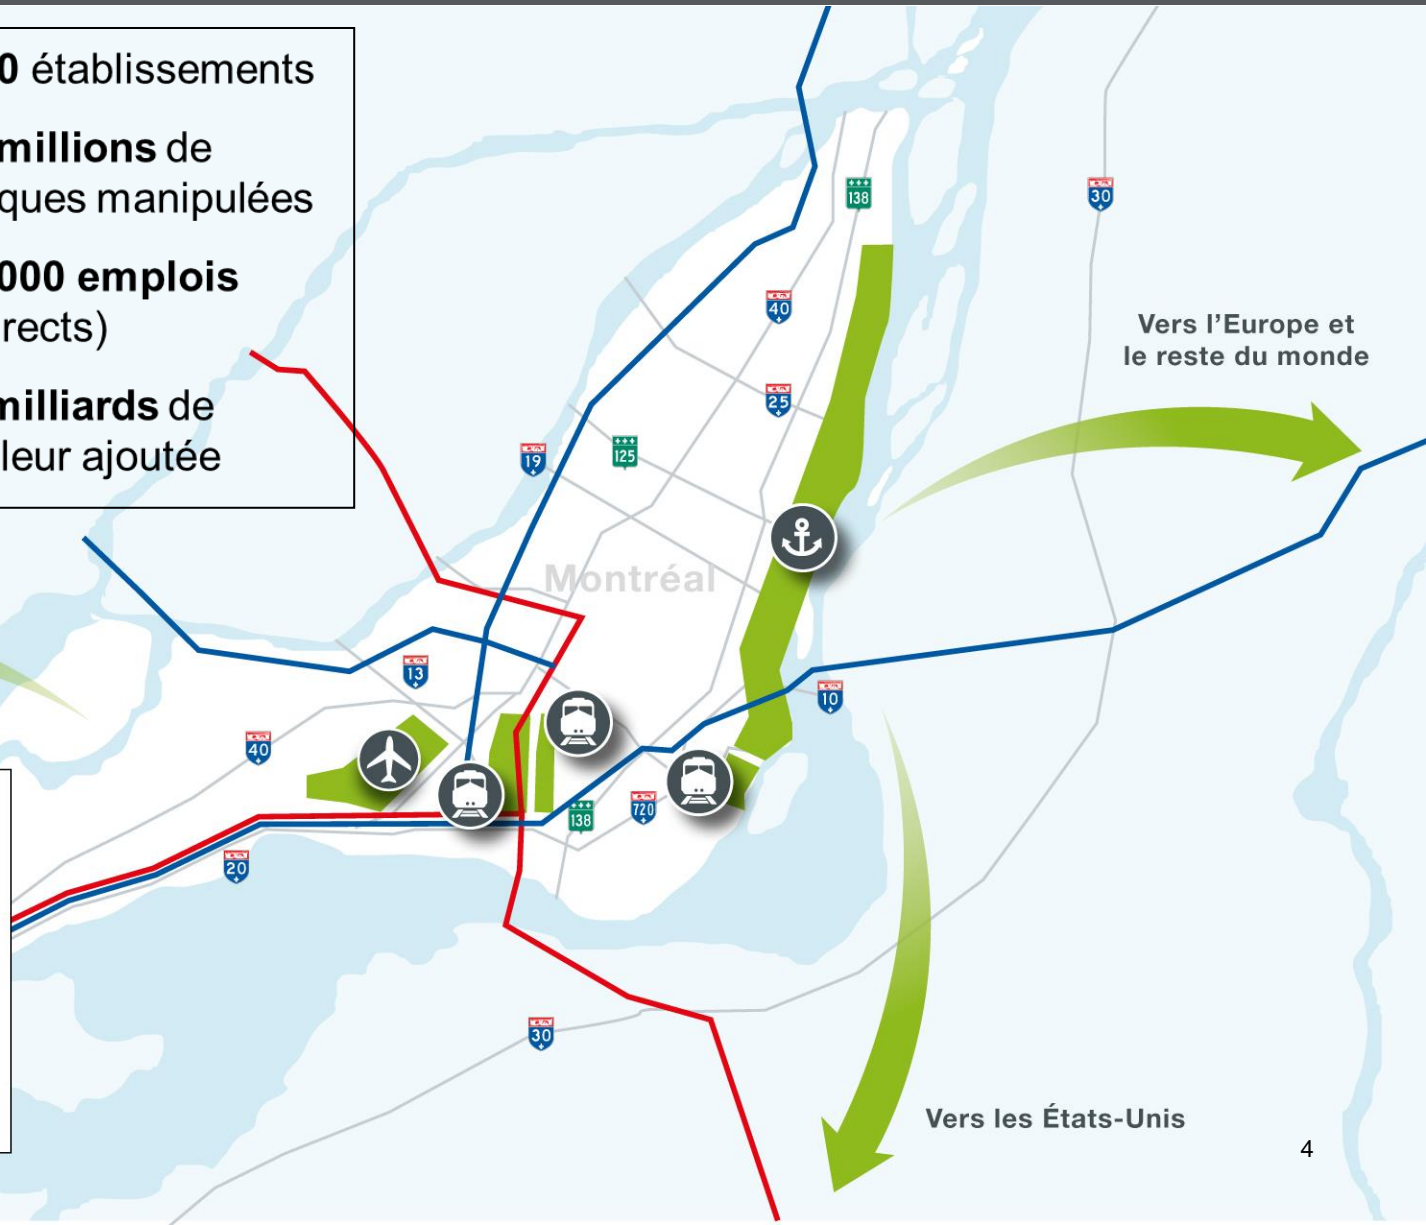 0 établissements
millions de
ques manipulées
000 emplois
rects)
milliards de
leur ajoutée
138
30
40
Vers l'Europe et
le reste du monde
25
19
125
Montréal
13
10
40
720
138
20
30
Vers les États-Unis
4